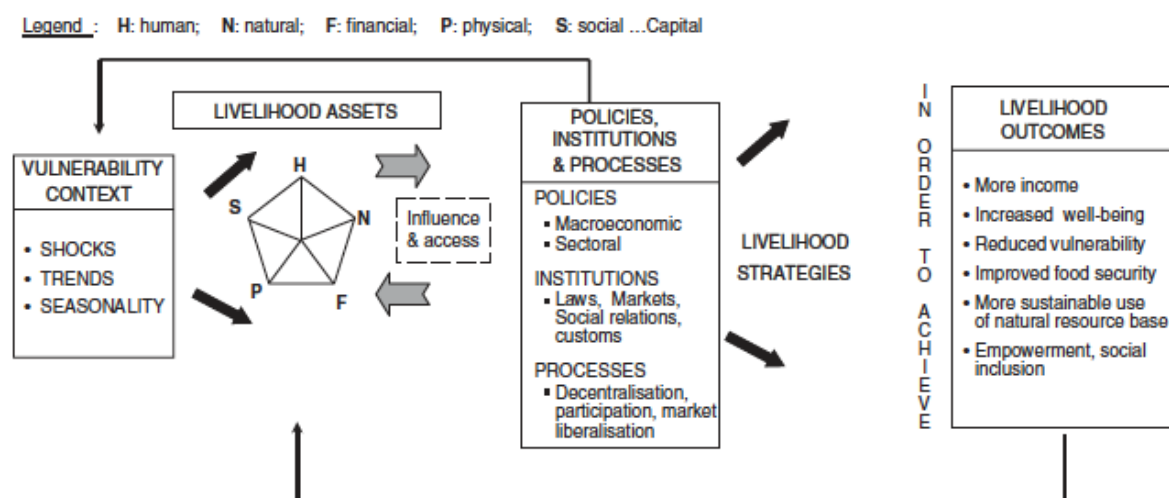 Legend : H: human; N: natural; F: financial; P: physical; S: social ...Capital
LIVELIHOOD ASSETS
VULNERABILITY
CONTEXT
• SHOCKS
• TRENDS
• SEASONALITY
H
S
N
P
F
Influence
& access
POLICIES,
INSTITUTIONS
& PROCESSES
POLICIES
▪ Macroeconomic
▪ Sectoral
INSTITUTIONS
▪ Laws, Markets,
Social relations,
customs
PROCESSES
▪ Decentralisation,
participation, market
liberalisation
LIVELIHOOD
STRATEGIES
IN ORDER TO ACHIEVE
LIVELIHOOD
OUTCOMES
• More income
• Increased well-being
• Reduced vulnerability
• Improved food security
• More sustainable use
of natural resource base
• Empowerment, social
inclusion